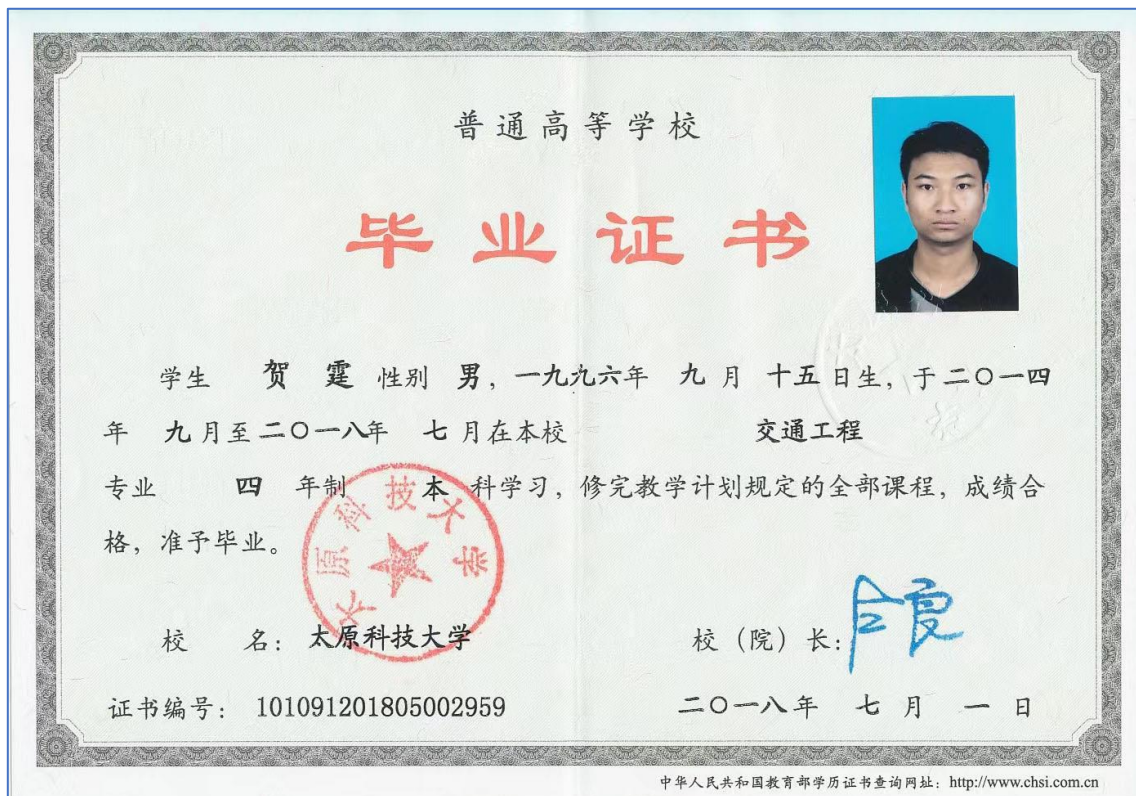 普通高等学校
毕业证书
学生 贺霆 性别 男，一九九六年 九月 十五日生，于二〇一四
年 九月至二〇一八年 七月在本校 交通工程
专业 四 年制 本 科学习，修完教学计划规定的全部课程，成绩合
格，准予毕业。
太原科技大学
校 名：太原科技大学 校（院）长：
证书编号：101091201805002959 二〇一八年 七月 一日
中华人民共和国教育部学历证书查询网址：http://www.chsi.com.cn